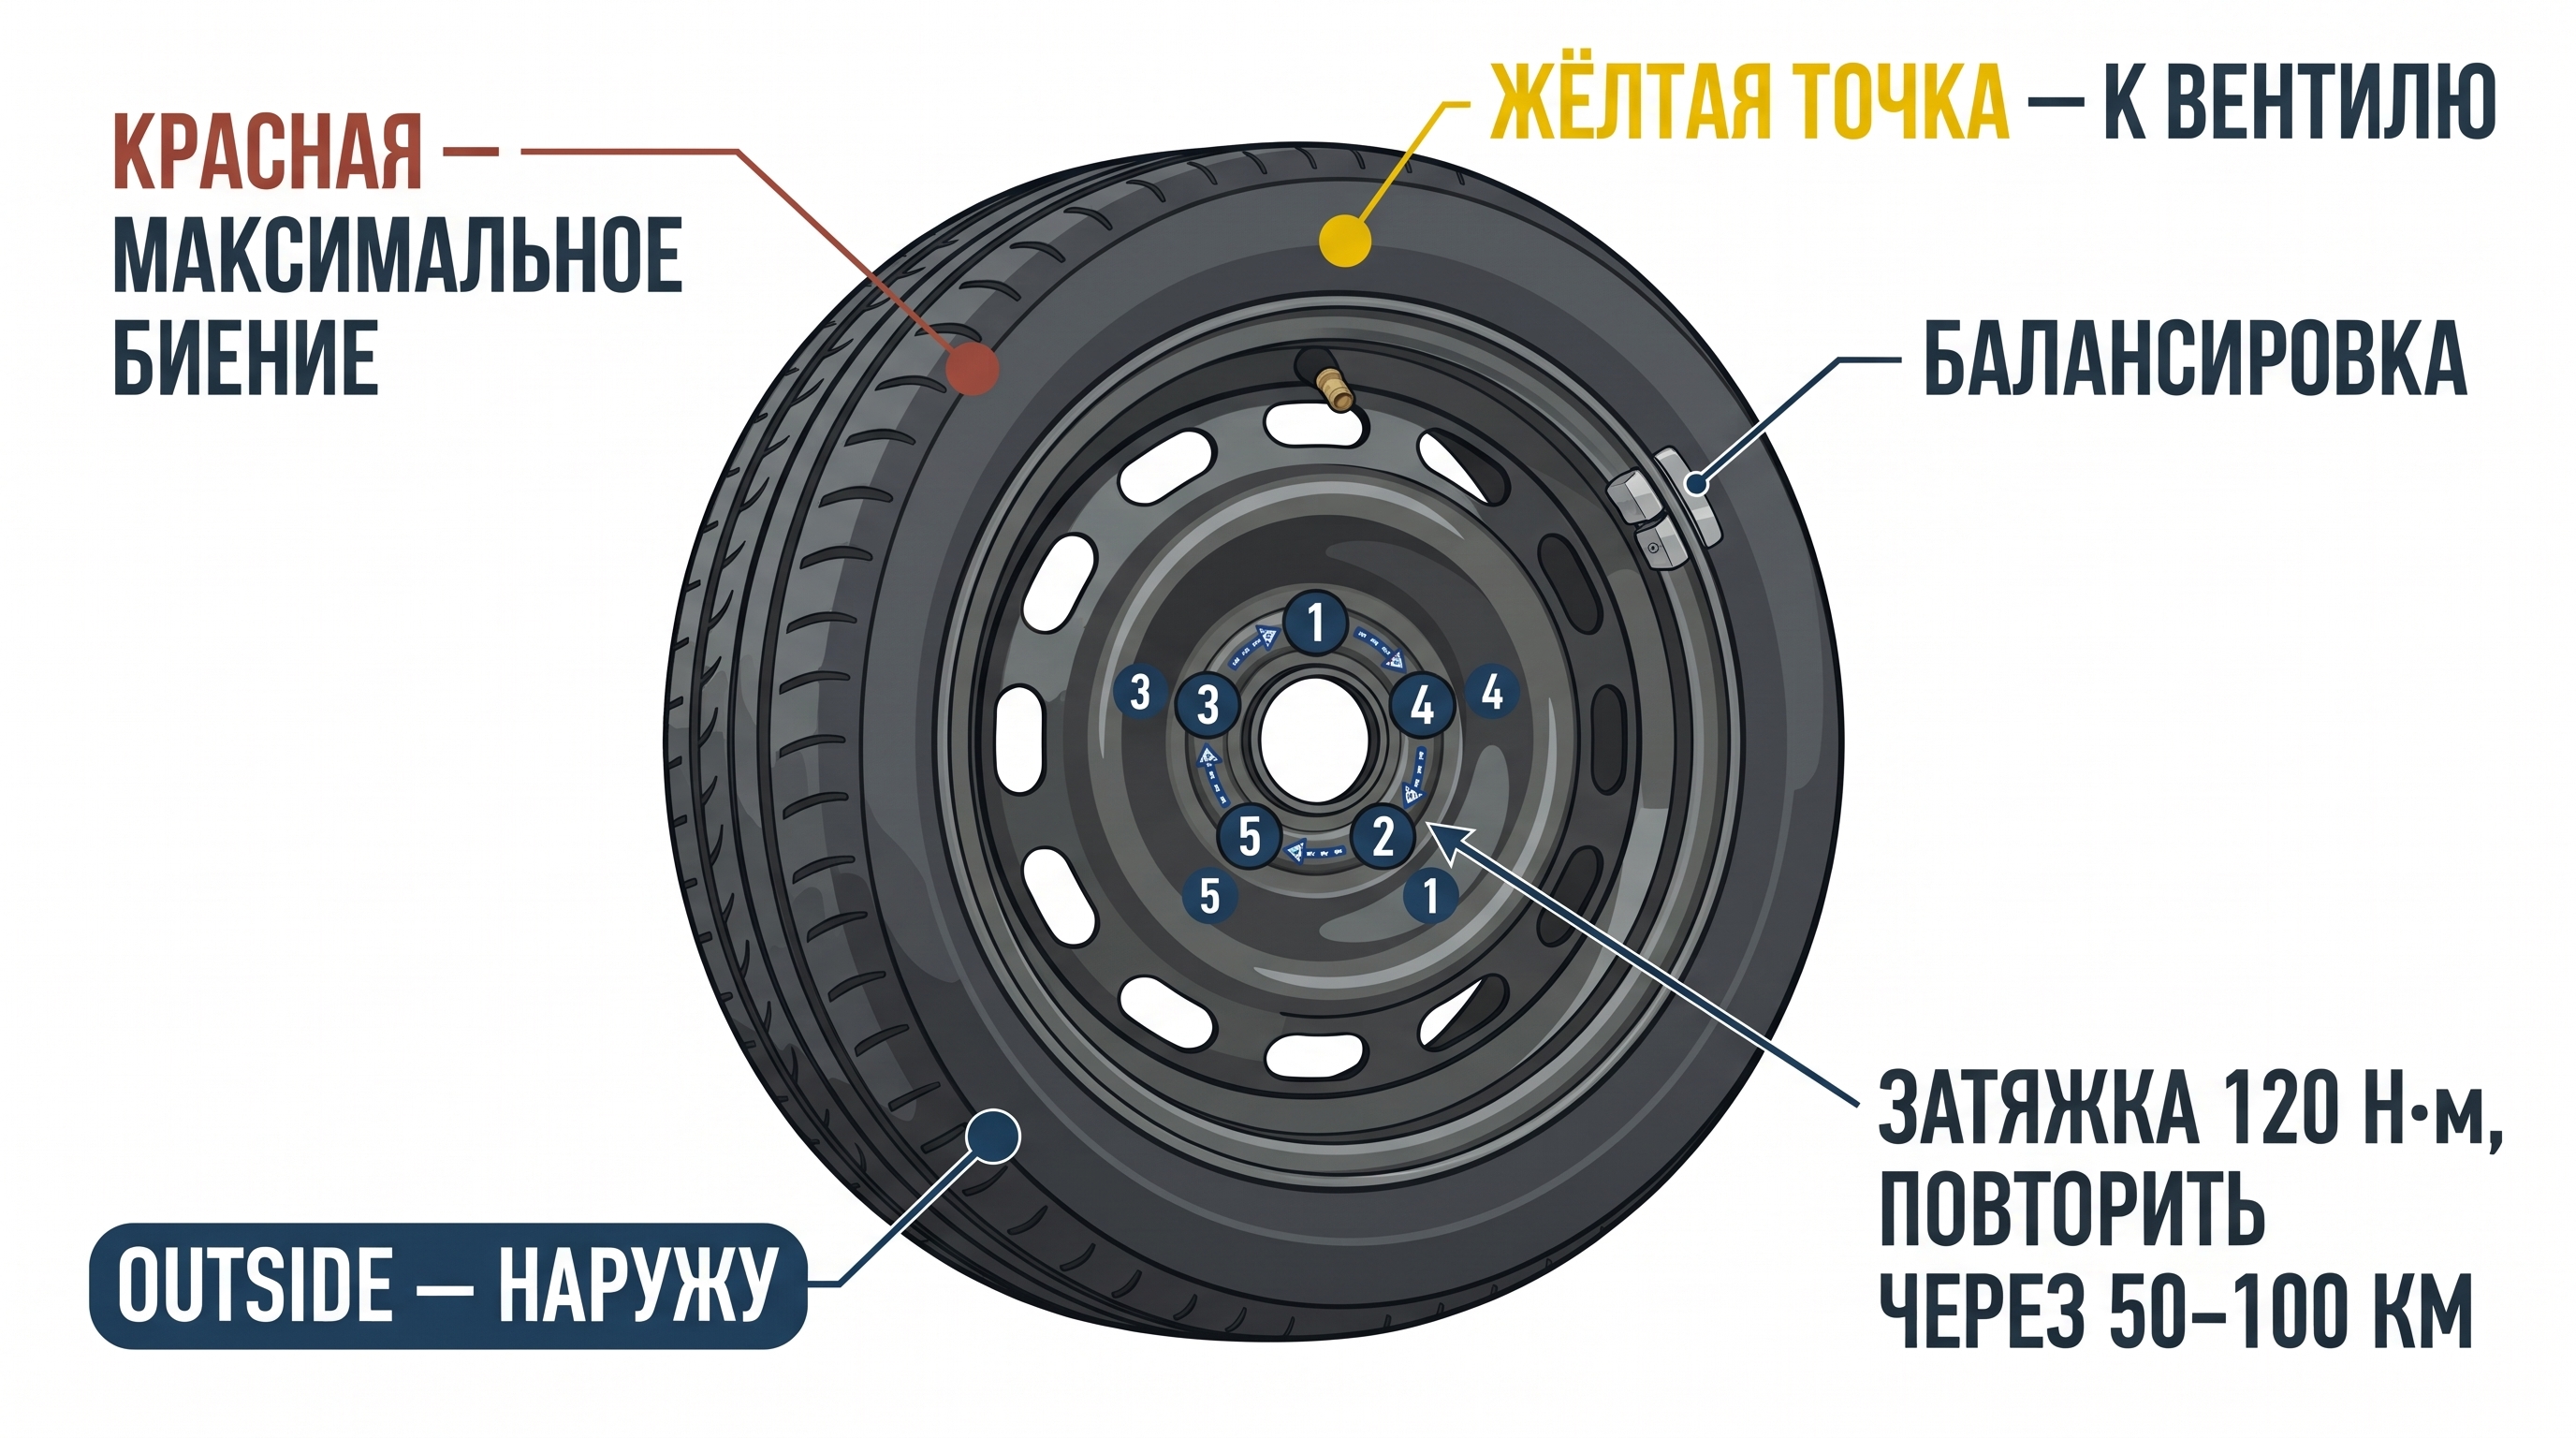 ЖЁЛТАЯ ТОЧКА — К ВЕНТИЛЮ
КРАСНАЯ —
МАКСИМАЛЬНОЕ
БИЕНИЕ
БАЛАНСИРОВКА
1
3
3
4
4
5
2
5
1
OUTSIDE — НАРУЖУ
ЗАТЯЖКА 120 Н·м,
ПОВТОРИТЬ
ЧЕРЕЗ 50–100 КМ